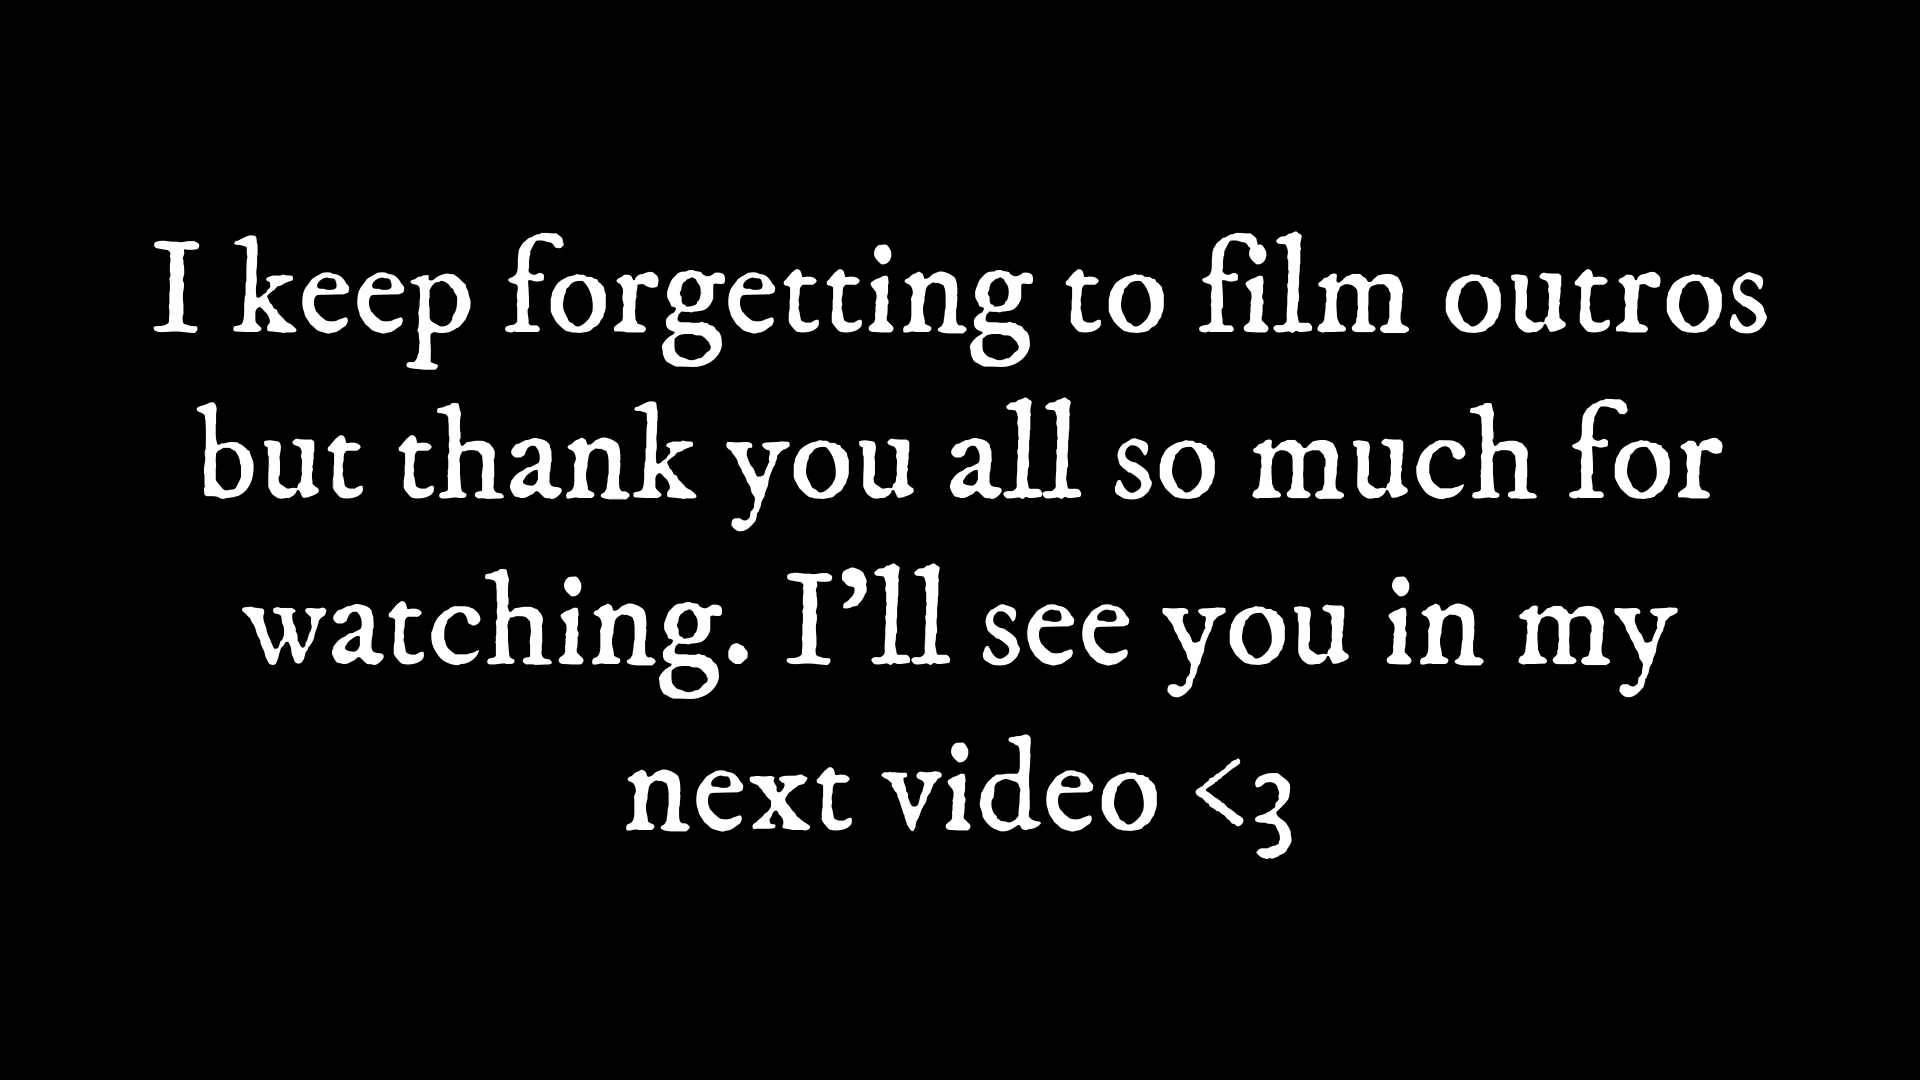 I keep forgetting to film outros
but thank you all so much for
watching. I’ll see you in my
next video <3